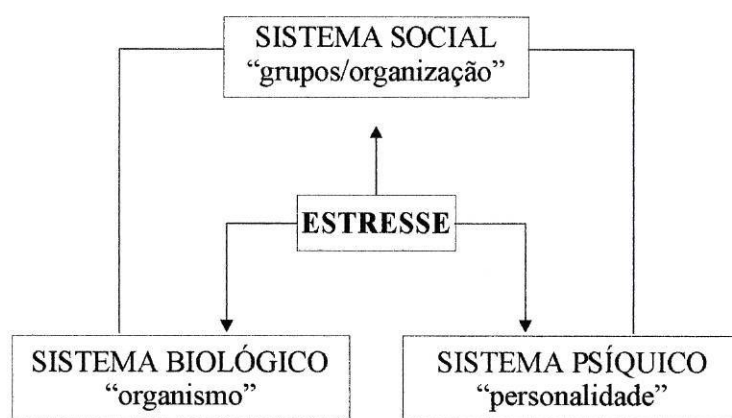 SISTEMA SOCIAL
“grupos/organização”
ESTRESSE
SISTEMA BIOLÓGICO
“organismo”
SISTEMA PSÍQUICO
“personalidade”